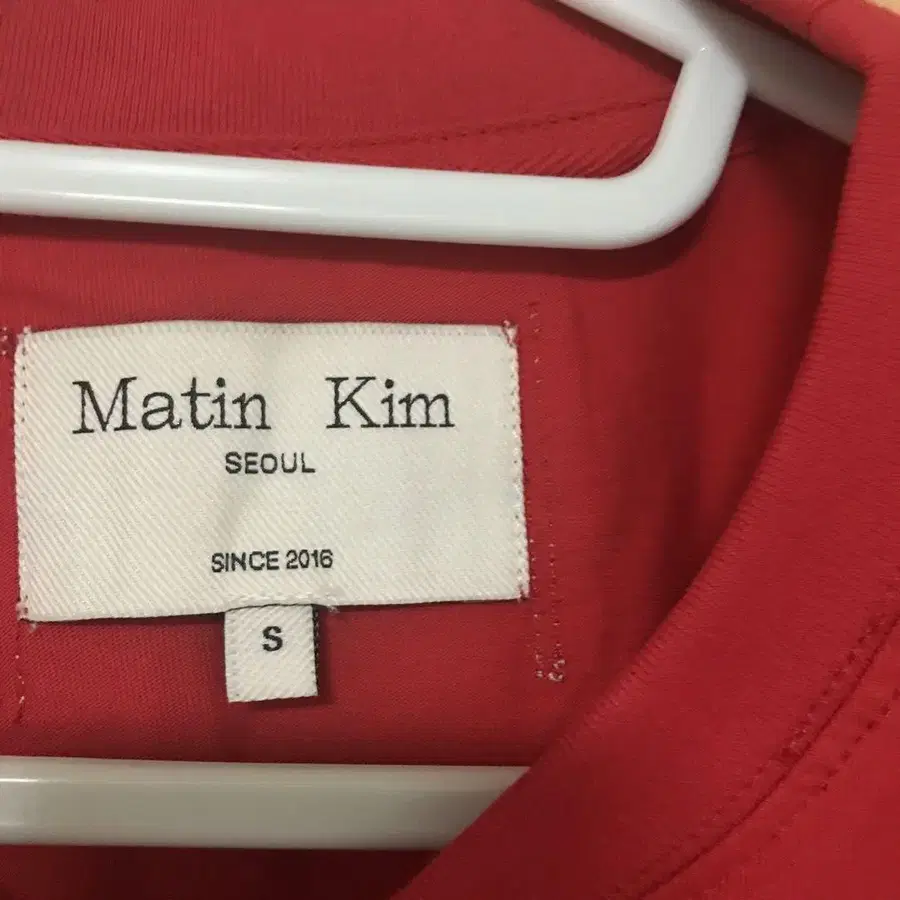 Matin Kim
SEOUL
SINCE 2016
S